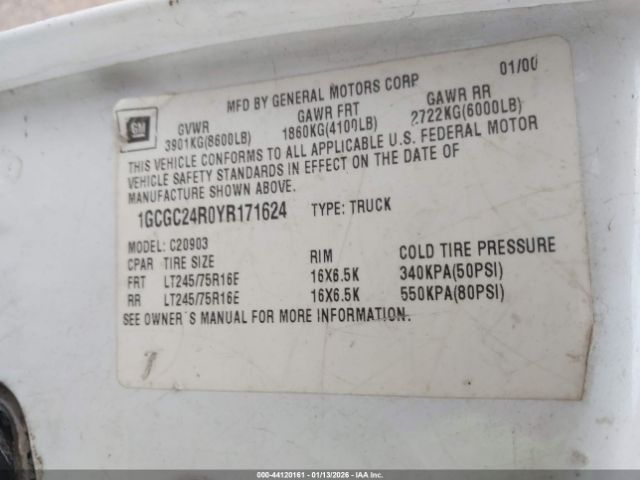 MFD BY GENERAL MOTORS CORP 01/00
GM
GVWR GAWR FRT GAWR RR
3901KG(8600LB) 1860KG(4100LB) 2722KG(6000LB)
THIS VEHICLE CONFORMS TO ALL APPLICABLE U.S. FEDERAL MOTOR
VEHICLE SAFETY STANDARDS IN EFFECT ON THE DATE OF
MANUFACTURE SHOWN ABOVE.
1GCGC24R0YR171624 TYPE: TRUCK
MODEL: C20903
CPAR TIRE SIZE RIM COLD TIRE PRESSURE
FRT LT245/75R16E 16X6.5K 340KPA(50PSI)
RR LT245/75R16E 16X6.5K 550KPA(80PSI)
SEE OWNER'S MANUAL FOR MORE INFORMATION.
000-44120161 - 01/13/2026 - IAAI.COM